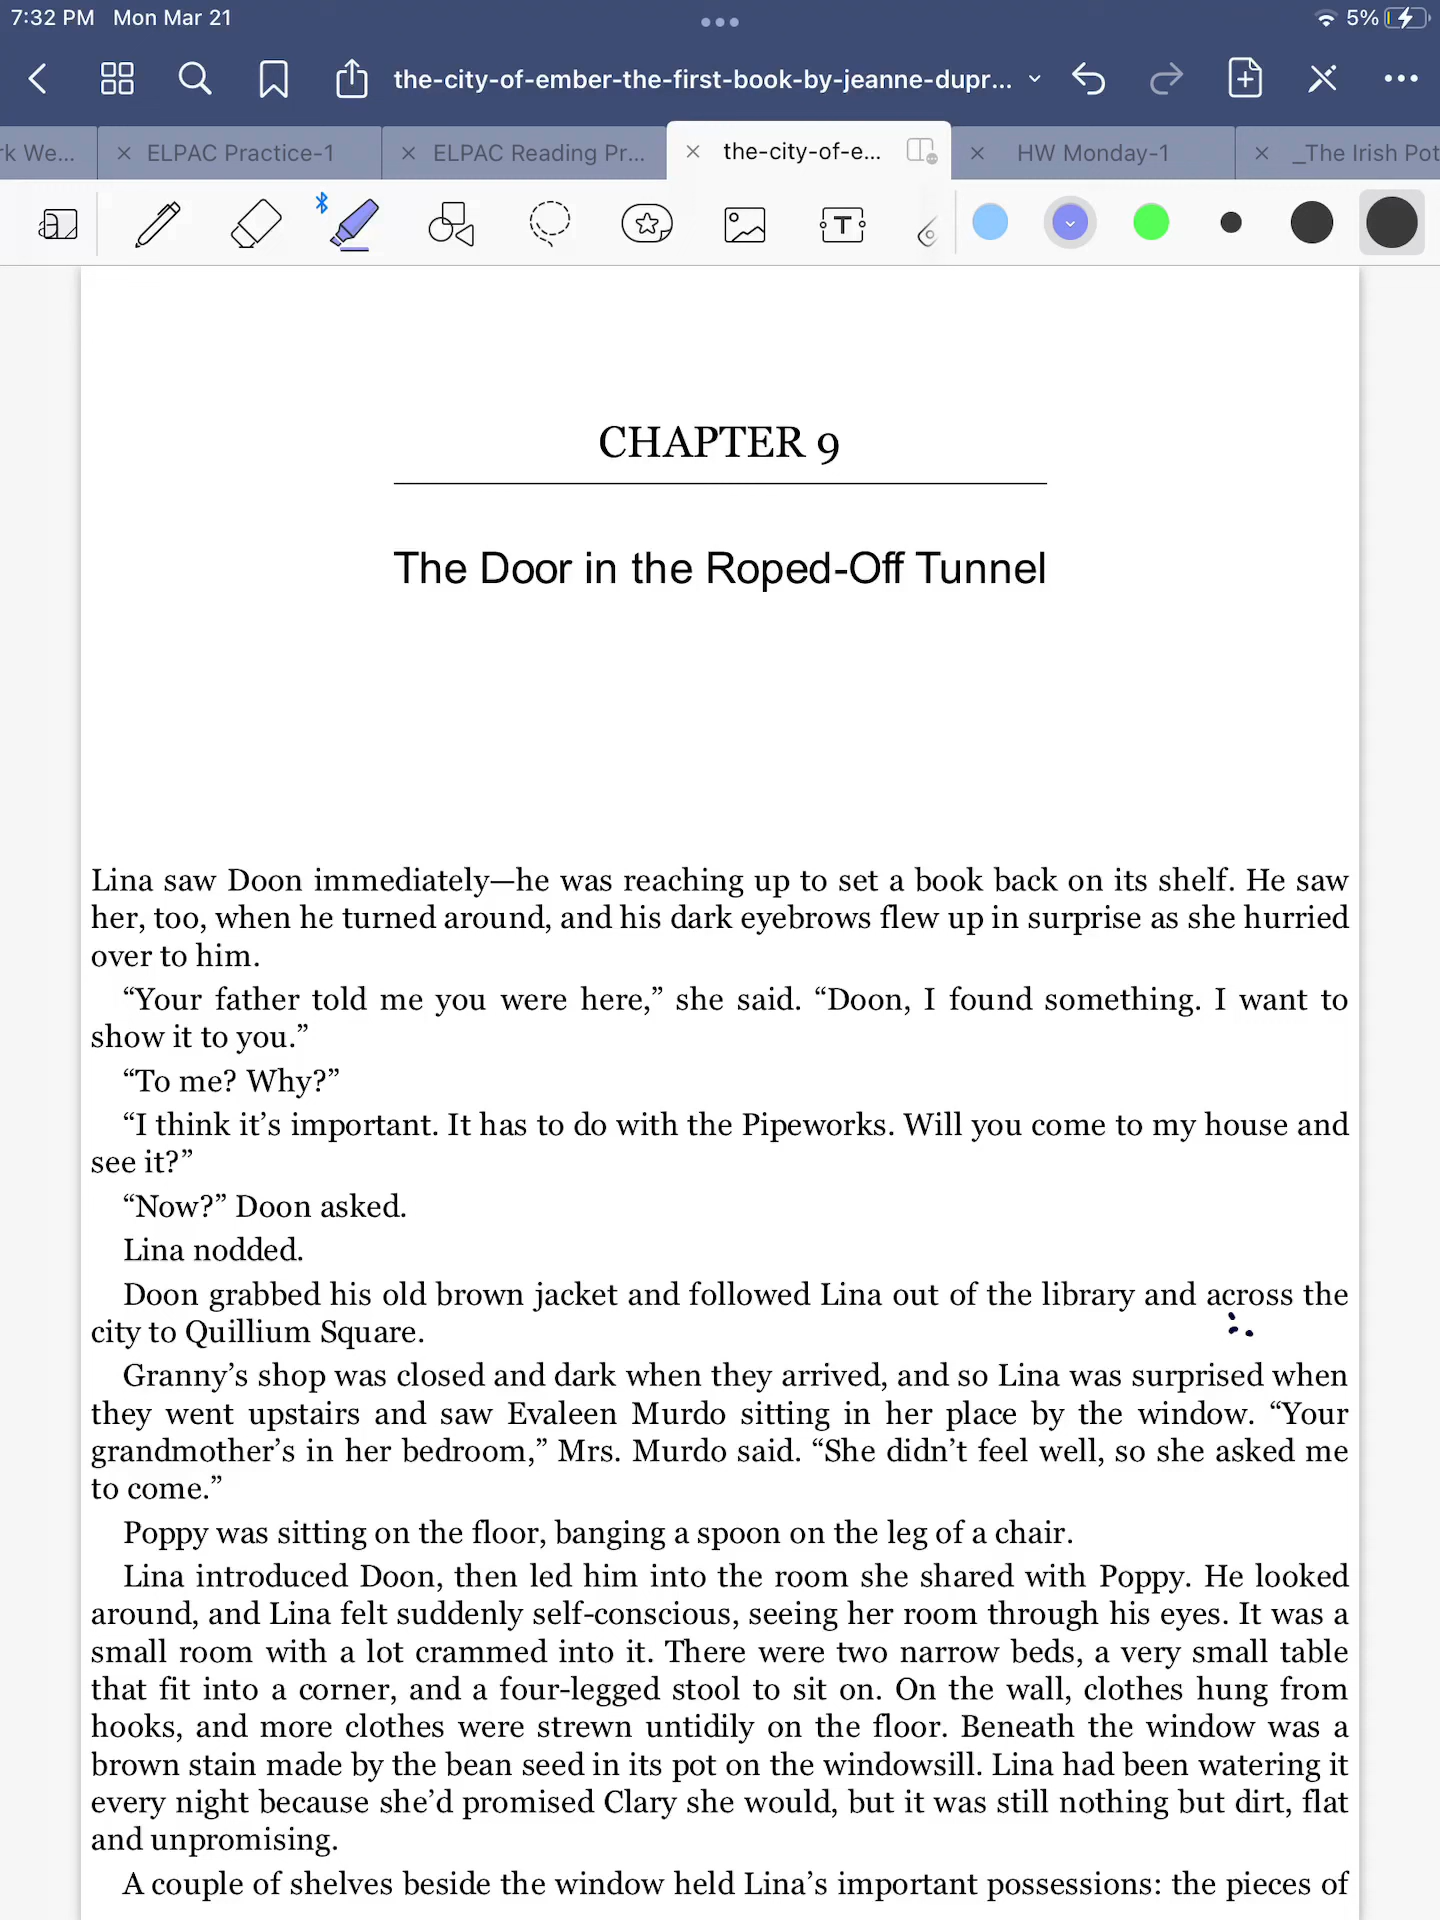 7:32 PM Mon Mar 21
5%
the-city-of-ember-the-first-book-by-jeanne-dupr...
rk We...
ELPAC Practice-1
ELPAC Reading Pr...
the-city-of-e...
HW Monday-1
_The Irish Pot
CHAPTER 9
The Door in the Roped-Off Tunnel
Lina saw Doon immediately—he was reaching up to set a book back on its shelf. He saw
her, too, when he turned around, and his dark eyebrows flew up in surprise as she hurried
over to him.
“Your father told me you were here,” she said. “Doon, I found something. I want to
show it to you.”
“To me? Why?”
“I think it’s important. It has to do with the Pipeworks. Will you come to my house and
see it?”
“Now?” Doon asked.
Lina nodded.
Doon grabbed his old brown jacket and followed Lina out of the library and across the
city to Quillium Square.
Granny’s shop was closed and dark when they arrived, and so Lina was surprised when
they went upstairs and saw Evaleen Murdo sitting in her place by the window. “Your
grandmother’s in her bedroom,” Mrs. Murdo said. “She didn’t feel well, so she asked me
to come.”
Poppy was sitting on the floor, banging a spoon on the leg of a chair.
Lina introduced Doon, then led him into the room she shared with Poppy. He looked
around, and Lina felt suddenly self-conscious, seeing her room through his eyes. It was a
small room with a lot crammed into it. There were two narrow beds, a very small table
that fit into a corner, and a four-legged stool to sit on. On the wall, clothes hung from
hooks, and more clothes were strewn untidily on the floor. Beneath the window was a
brown stain made by the bean seed in its pot on the windowsill. Lina had been watering it
every night because she’d promised Clary she would, but it was still nothing but dirt, flat
and unpromising.
A couple of shelves beside the window held Lina’s important possessions: the pieces of